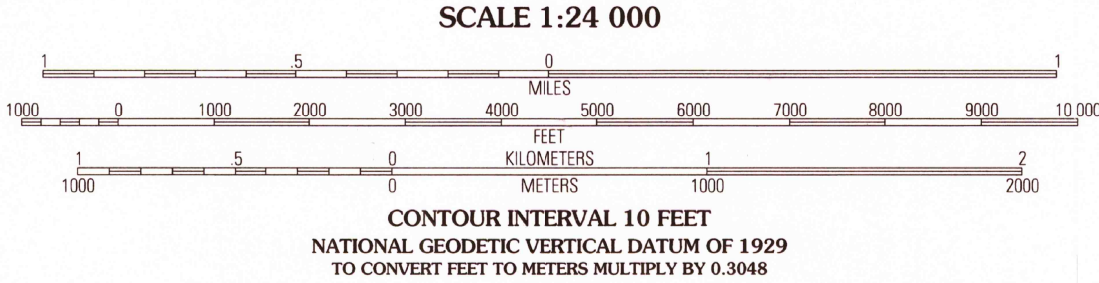 SCALE 1:24 000
1 .5 0 1
MILES
1000 0 1000 2000 3000 4000 5000 6000 7000 8000 9000 10 000
FEET
1 .5 0 KILOMETERS 1 2
1000 0 METERS 1000 2000
CONTOUR INTERVAL 10 FEET
NATIONAL GEODETIC VERTICAL DATUM OF 1929
TO CONVERT FEET TO METERS MULTIPLY BY 0.3048